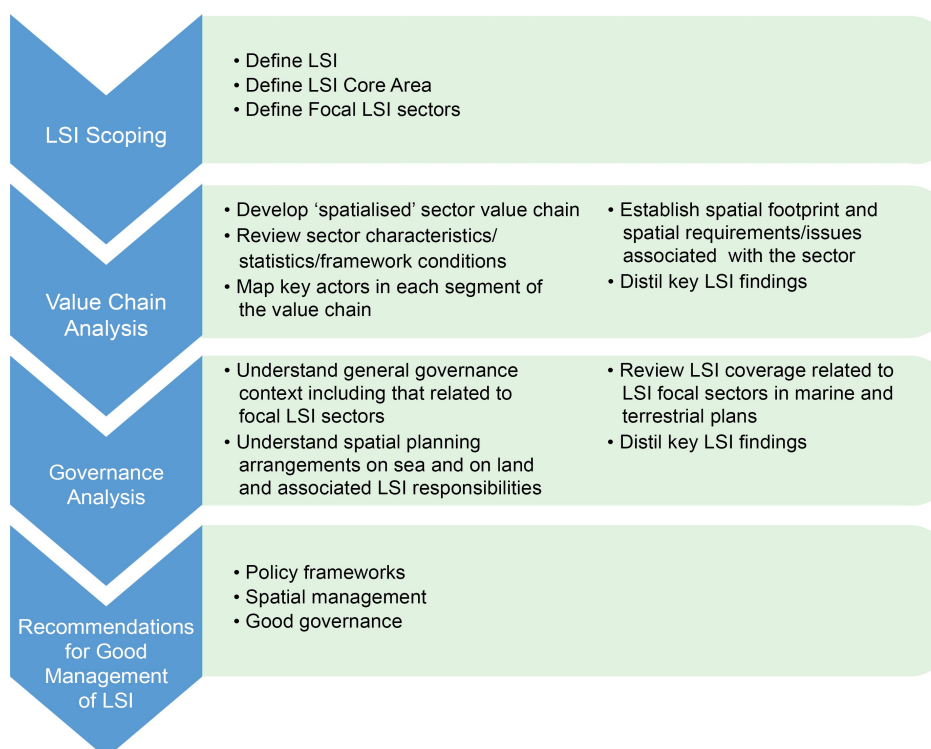 LSI Scoping
• Define LSI
• Define LSI Core Area
• Define Focal LSI sectors
Value Chain
Analysis
• Develop ‘spatialised’ sector value chain
• Review sector characteristics/
statistics/framework conditions
• Map key actors in each segment of
the value chain
• Establish spatial footprint and
spatial requirements/issues
associated with the sector
• Distil key LSI findings
Governance
Analysis
• Understand general governance
context including that related to
focal LSI sectors
• Understand spatial planning
arrangements on sea and on land
and associated LSI responsibilities
• Review LSI coverage related to
LSI focal sectors in marine and
terrestrial plans
• Distil key LSI findings
Recommendations
for Good
Management
of LSI
• Policy frameworks
• Spatial management
• Good governance